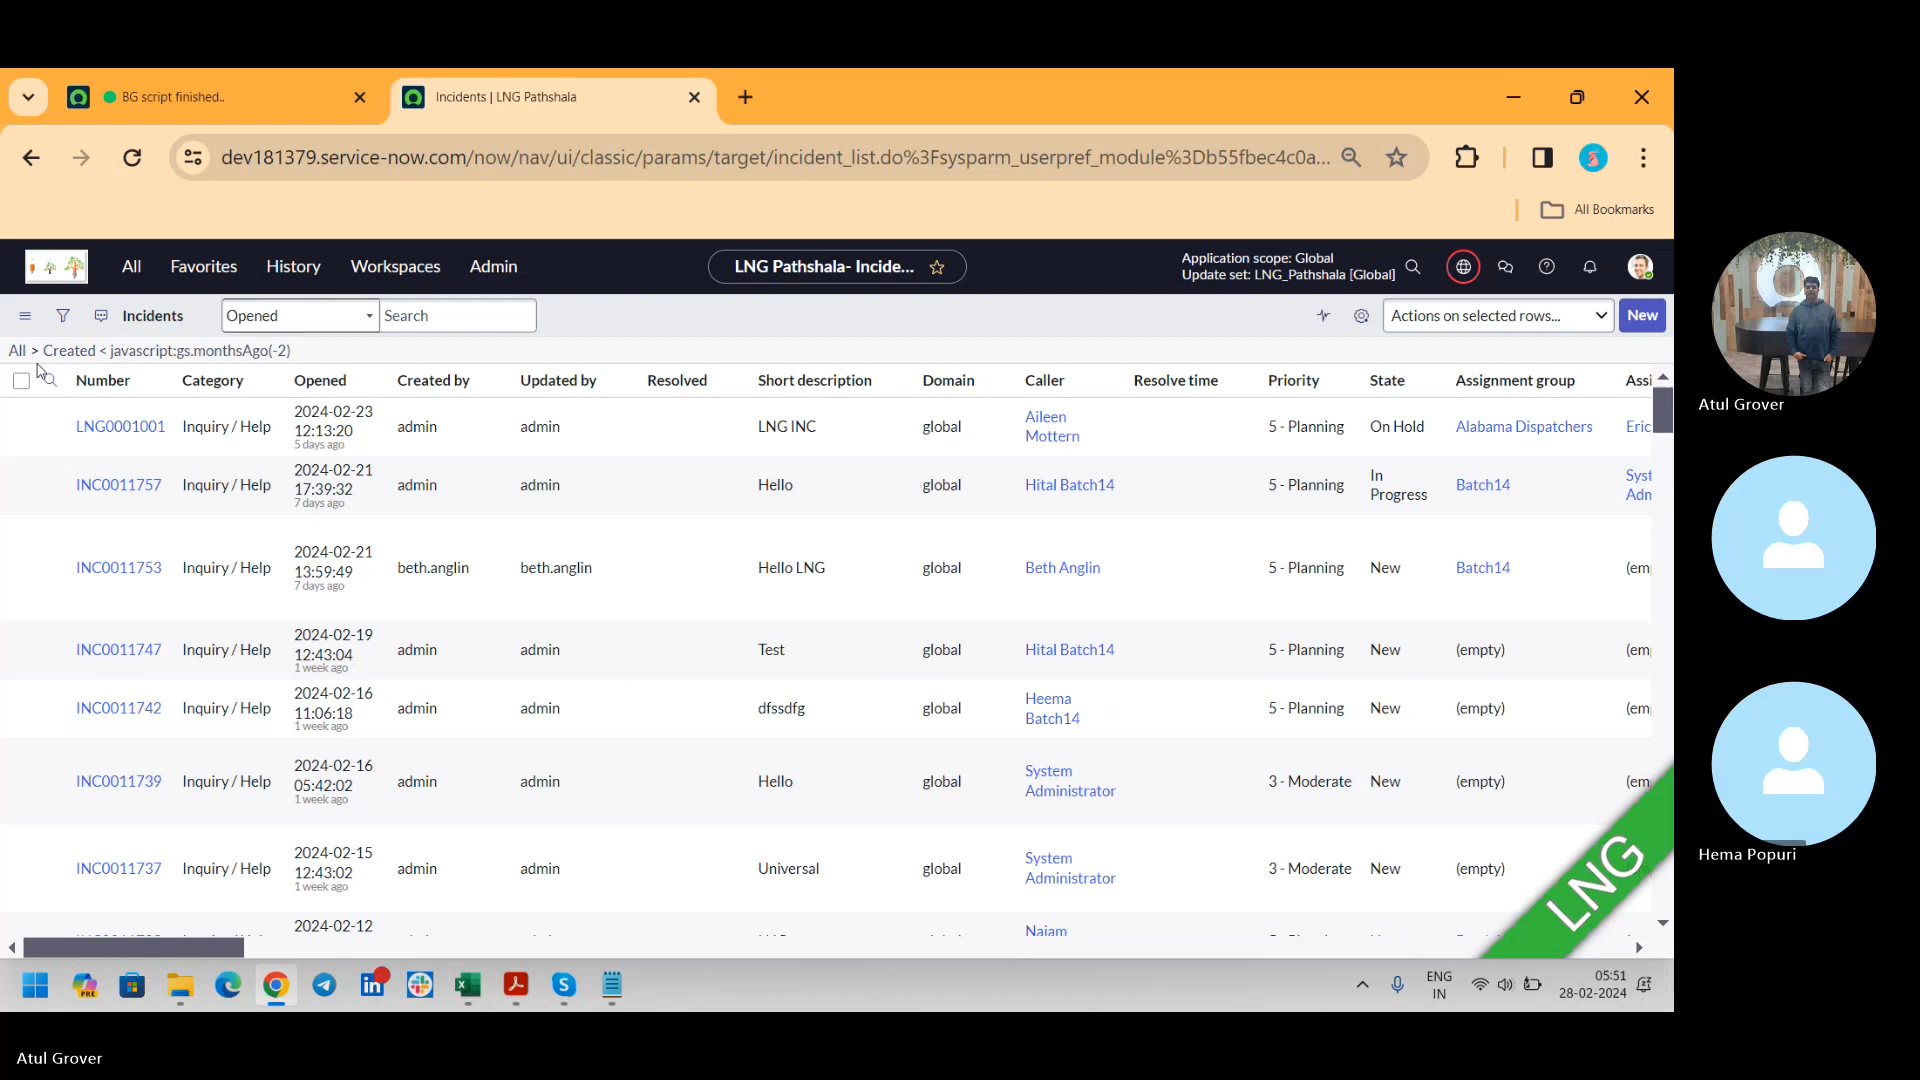 BG script finished..
Incidents | LNG Pathshala
dev181379.service-now.com/now/nav/ui/classic/params/target/incident_list.do%3Fsysparm_userpref_module%3Db55fbec4c0a...
All Bookmarks
All Favorites History Workspaces Admin
LNG Pathshala- Incide...
Application scope: Global
Update set: LNG_Pathshala [Global]
Incidents Opened Search Actions on selected rows... New
All > Created < javascript:gs.monthsAgo(-2)
Number Category Opened Created by Updated by Resolved Short description Domain Caller Resolve time Priority State Assignment group Assi
LNG0001001 Inquiry / Help 2024-02-23 12:13:20 5 days ago admin admin LNG INC global Aileen Mottern 5 - Planning On Hold Alabama Dispatchers Eric
INC0011757 Inquiry / Help 2024-02-21 17:39:32 7 days ago admin admin Hello global Hital Batch14 5 - Planning In Progress Batch14 Syst Adn
INC0011753 Inquiry / Help 2024-02-21 13:59:49 7 days ago beth.anglin beth.anglin Hello LNG global Beth Anglin 5 - Planning New Batch14 (em
INC0011747 Inquiry / Help 2024-02-19 12:43:04 1 week ago admin admin Test global Hital Batch14 5 - Planning New (empty) (em
INC0011742 Inquiry / Help 2024-02-16 11:06:18 1 week ago admin admin dfssdfg global Heema Batch14 5 - Planning New (empty) (em
INC0011739 Inquiry / Help 2024-02-16 05:42:02 1 week ago admin admin Hello global System Administrator 3 - Moderate New (empty) (em
INC0011737 Inquiry / Help 2024-02-15 12:43:02 1 week ago admin admin Universal global System Administrator 3 - Moderate New (empty)
2024-02-12 Najam
LNG
PRE
ENG
IN
05:51
28-02-2024
Atul Grover
Hema Popuri
Atul Grover